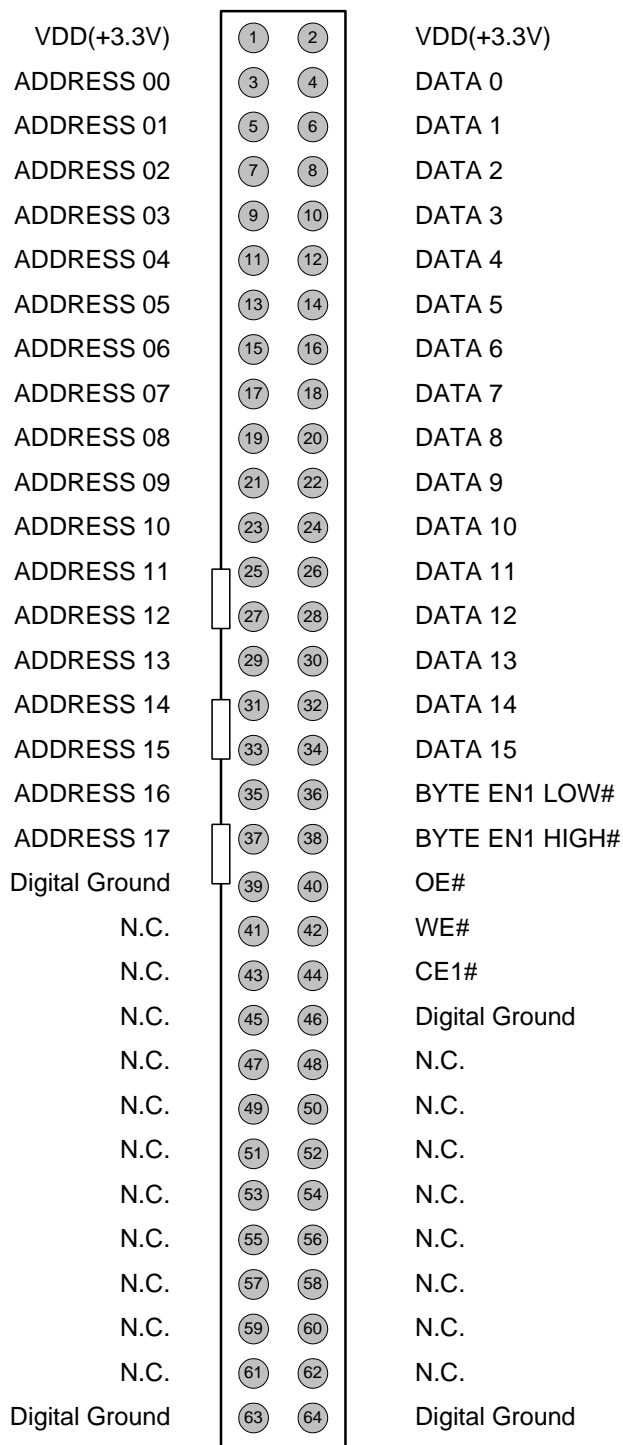 VDD(+3.3V) 1 2 VDD(+3.3V)
ADDRESS 00 3 4 DATA 0
ADDRESS 01 5 6 DATA 1
ADDRESS 02 7 8 DATA 2
ADDRESS 03 9 10 DATA 3
ADDRESS 04 11 12 DATA 4
ADDRESS 05 13 14 DATA 5
ADDRESS 06 15 16 DATA 6
ADDRESS 07 17 18 DATA 7
ADDRESS 08 19 20 DATA 8
ADDRESS 09 21 22 DATA 9
ADDRESS 10 23 24 DATA 10
ADDRESS 11 25 26 DATA 11
ADDRESS 12 27 28 DATA 12
ADDRESS 13 29 30 DATA 13
ADDRESS 14 31 32 DATA 14
ADDRESS 15 33 34 DATA 15
ADDRESS 16 35 36 BYTE EN1 LOW#
ADDRESS 17 37 38 BYTE EN1 HIGH#
Digital Ground 39 40 OE#
N.C. 41 42 WE#
N.C. 43 44 CE1#
N.C. 45 46 Digital Ground
N.C. 47 48 N.C.
N.C. 49 50 N.C.
N.C. 51 52 N.C.
N.C. 53 54 N.C.
N.C. 55 56 N.C.
N.C. 57 58 N.C.
N.C. 59 60 N.C.
N.C. 61 62 N.C.
Digital Ground 63 64 Digital Ground